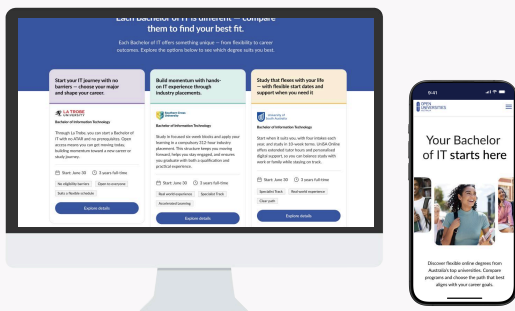 Each Bachelor of IT is different — compare
them to find your best fit.
Each Bachelor of IT offers something unique — from flexibility to career
outcomes. Explore the options below to see which degree suits you best.
Start your IT journey with no
barriers — choose your major
and shape your career.
LA TROBE
UNIVERSITY
Bachelor of Information Technology
Through La Trobe, you can start a Bachelor of
IT with no ATAR and no prerequisites. Open
access means you can get moving today,
building momentum toward a new career or
study journey.
Start: June 30
3 years full-time
No eligibility barriers
Open to everyone
Suits a flexible schedule
Explore details
Build momentum with hands-
on IT experience through
industry placements.
Southern Cross
University
Bachelor of Information Technology
Study in focused six-week blocks and apply your
learning in a compulsory 312-hour industry
placement. This structure keeps you moving
forward, helps you stay engaged, and ensures
you graduate with both a qualification and
practical experience.
Start: June 30
3 years full-time
Real-world experience
Specialist Track
Accelerated Learning
Explore details
Study that flexes with your life
— with flexible start dates and
support when you need it
University of
South Australia
Bachelor of Information Technology
Start when it suits you, with four intakes each
year, and study in 10-week terms. UniSA Online
offers extended tutor hours and personalised
digital support, so you can balance study with
work or family while staying on track.
Start: June 30
3 years full-time
Specialist Track
Real-world experience
Clear path
Explore details
9:41
OPEN
UNIVERSITIES
Your Bachelor
of IT starts here
Discover flexible online degrees from
Australia's top universities. Compare
programs and choose the path that best
aligns with your career goals.